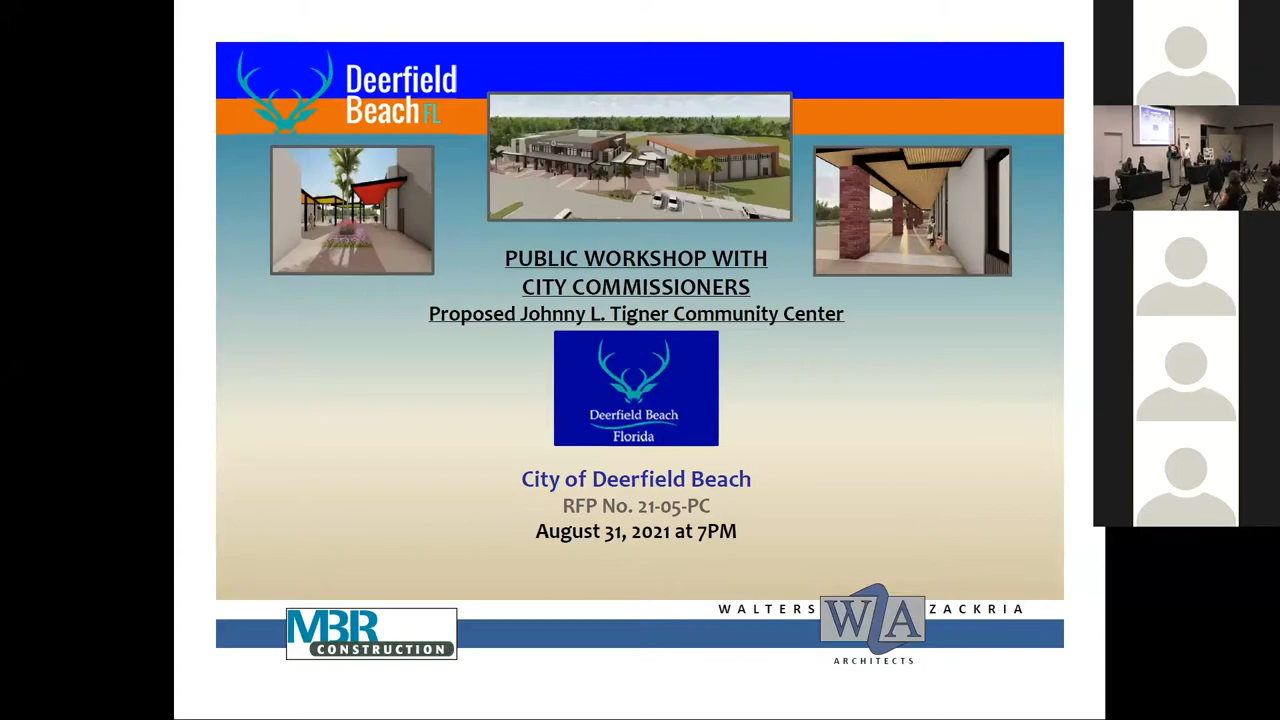 Deerfield
Beach FL
PUBLIC WORKSHOP WITH
CITY COMMISSIONERS
Proposed Johnny L. Tigner Community Center
Deerfield Beach
Florida
City of Deerfield Beach
RFP No. 21-05-PC
August 31, 2021 at 7PM
MBR
CONSTRUCTION
WALTERS WZA ZACKRIA
ARCHITECTS